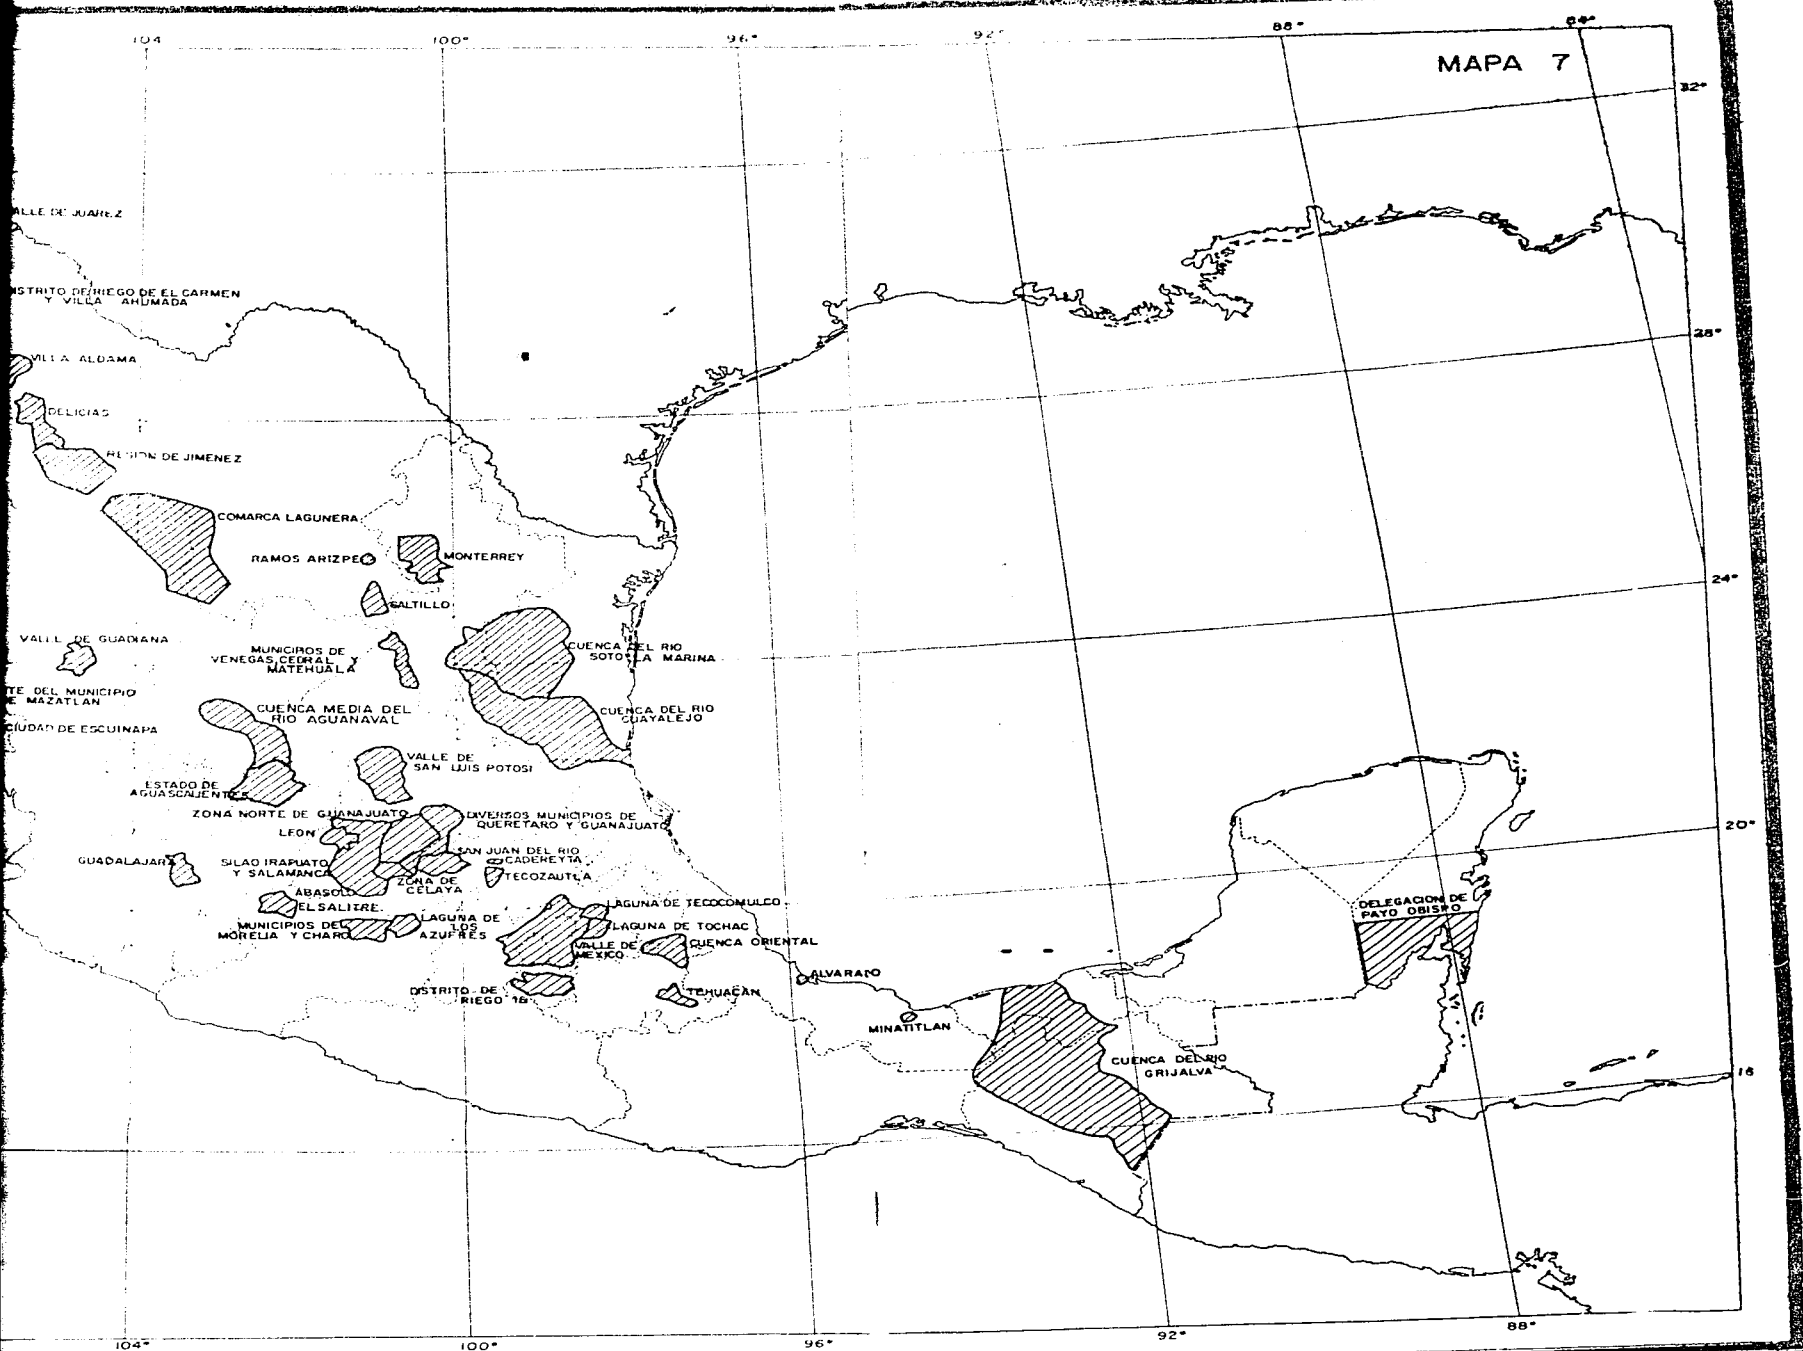 104
100°
96°
92°
88°
84°
MAPA 7
32°
ALLE DE JUAREZ
ISTRITO DE RIEGO DE EL CARMEN
Y VILLA AHUMADA
28°
VILLA ALDAMA
DELICIAS
REGION DE JIMENEZ
COMARCA LAGUNERA
RAMOS ARIZPE
MONTERREY
24°
SALTILLO
VALLE DE GUADIANA
MUNICIPIOS DE
VENEGAS, CEDRAL Y
MATEHUALA
CUENCA DEL RIO
SOTO LA MARINA
TE DEL MUNICIPIO
E MAZATLAN
CUENCA MEDIA DEL
RIO AGUANAVAL
CUENCA DEL RIO
GUAYALEJO
CIUDAD DE ESCUINAPA
VALLE DE
SAN LUIS POTOSI
ESTADO DE
AGUASCALIENTES
ZONA NORTE DE GUANAJUATO
DIVERSOS MUNICIPIOS DE
QUERETARO Y GUANAJUATO
20°
LEON
SAN JUAN DEL RIO
CADEREYTA
GUADALAJARA
SILAO IRAPUATO
Y SALAMANCA
TECOZAUTLA
ZONA DE
CELAYA
ABASOLO
EL SALITRE
LAGUNA DE TECOCOMULCO
DELEGACION DE
PAYO OBISPO
MUNICIPIOS DE
MORELIA Y CHARO
LAGUNA DE
LOS
AZUFRES
LAGUNA DE TOCHAC
VALLE DE
MEXICO
CUENCA ORIENTAL
ALVARADO
DISTRITO DE
RIEGO 16
TEHUACAN
MINATITLAN
CUENCA DEL RIO
GRIJALVA
16
104°
100°
96°
92°
88°